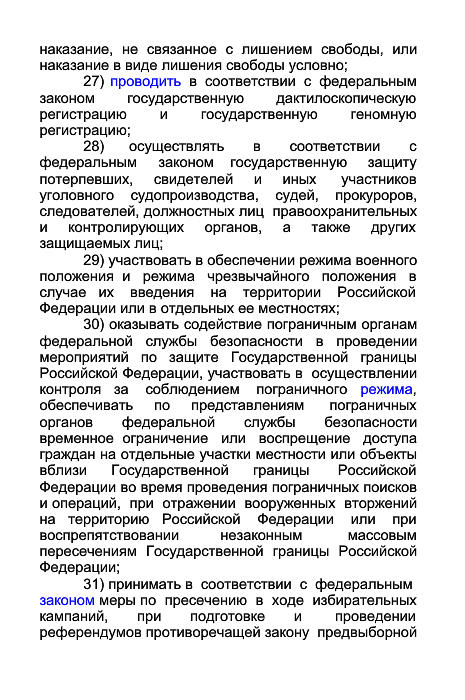 наказание, не связанное с лишением свободы, или
наказание в виде лишения свободы условно;
27) проводить в соответствии с федеральным
законом государственную дактилоскопическую
регистрацию и государственную геномную
регистрацию;
28) осуществлять в соответствии с
федеральным законом государственную защиту
потерпевших, свидетелей и иных участников
уголовного судопроизводства, судей, прокуроров,
следователей, должностных лиц правоохранительных
и контролирующих органов, а также других
защищаемых лиц;
29) участвовать в обеспечении режима военного
положения и режима чрезвычайного положения в
случае их введения на территории Российской
Федерации или в отдельных ее местностях;
30) оказывать содействие пограничным органам
федеральной службы безопасности в проведении
мероприятий по защите Государственной границы
Российской Федерации, участвовать в осуществлении
контроля за соблюдением пограничного режима,
обеспечивать по представлениям пограничных
органов федеральной службы безопасности
временное ограничение или воспрещение доступа
граждан на отдельные участки местности или объекты
вблизи Государственной границы Российской
Федерации во время проведения пограничных поисков
и операций, при отражении вооруженных вторжений
на территорию Российской Федерации или при
воспрепятствовании незаконным массовым
пересечениям Государственной границы Российской
Федерации;
31) принимать в соответствии с федеральным
законом меры по пресечению в ходе избирательных
кампаний, при подготовке и проведении
референдумов противоречащей закону предвыборной